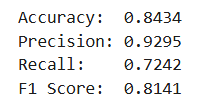 Accuracy: 0.8434
Precision: 0.9295
Recall: 0.7242
F1 Score: 0.8141